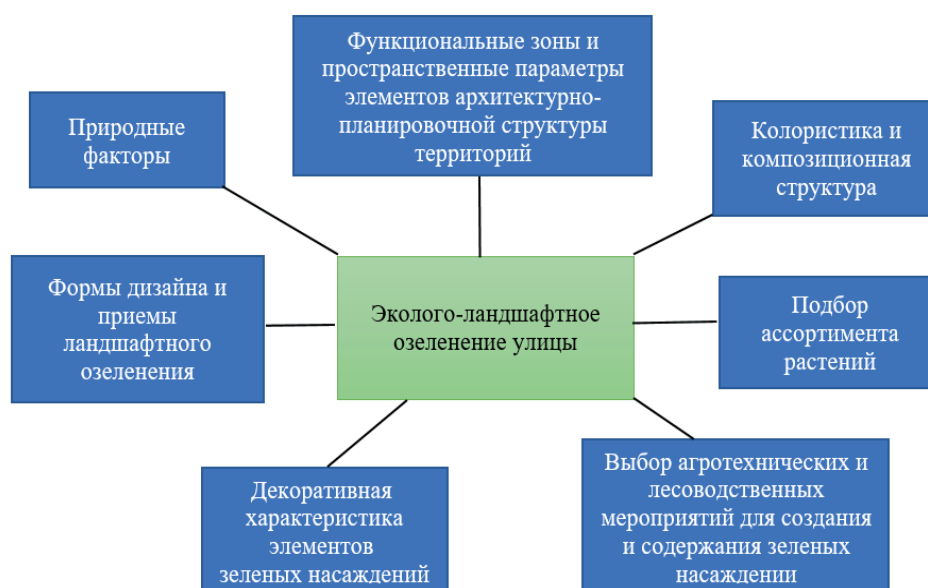 Функциональные зоны и
пространственные параметры
элементов архитектурно-
планировочной структуры
территорий
Природные
факторы
Колористика и
композиционная
структура
Формы дизайна и
приемы
ландшафтного
озеленения
Эколого-ландшафтное
озеленение улицы
Подбор
ассортимента
растений
Декоративная
характеристика
элементов
зеленых насаждений
Выбор агротехнических и
лесоводственных
мероприятий для создания
и содержания зеленых
насаждении